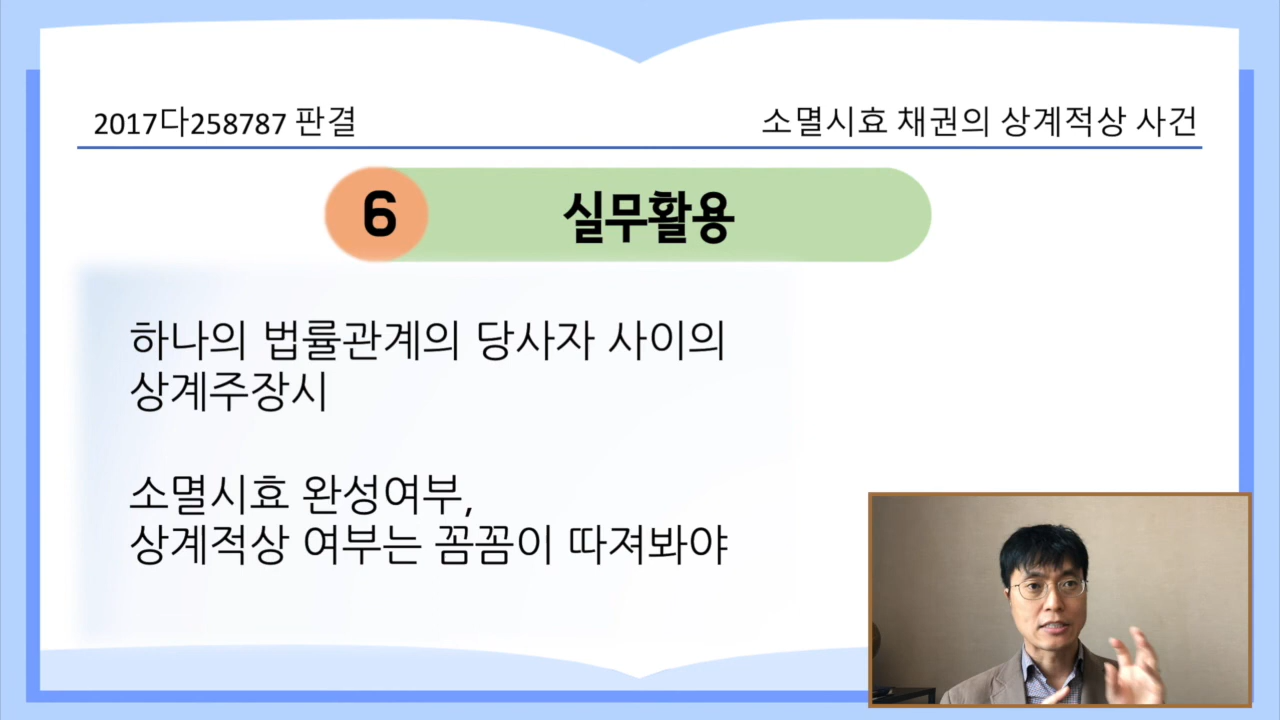 2017다258787 판결
소멸시효 채권의 상계적상 사건
6
실무활용
하나의 법률관계의 당사자 사이의
상계주장시
소멸시효 완성여부,
상계적상 여부는 꼼꼼이 따져봐야